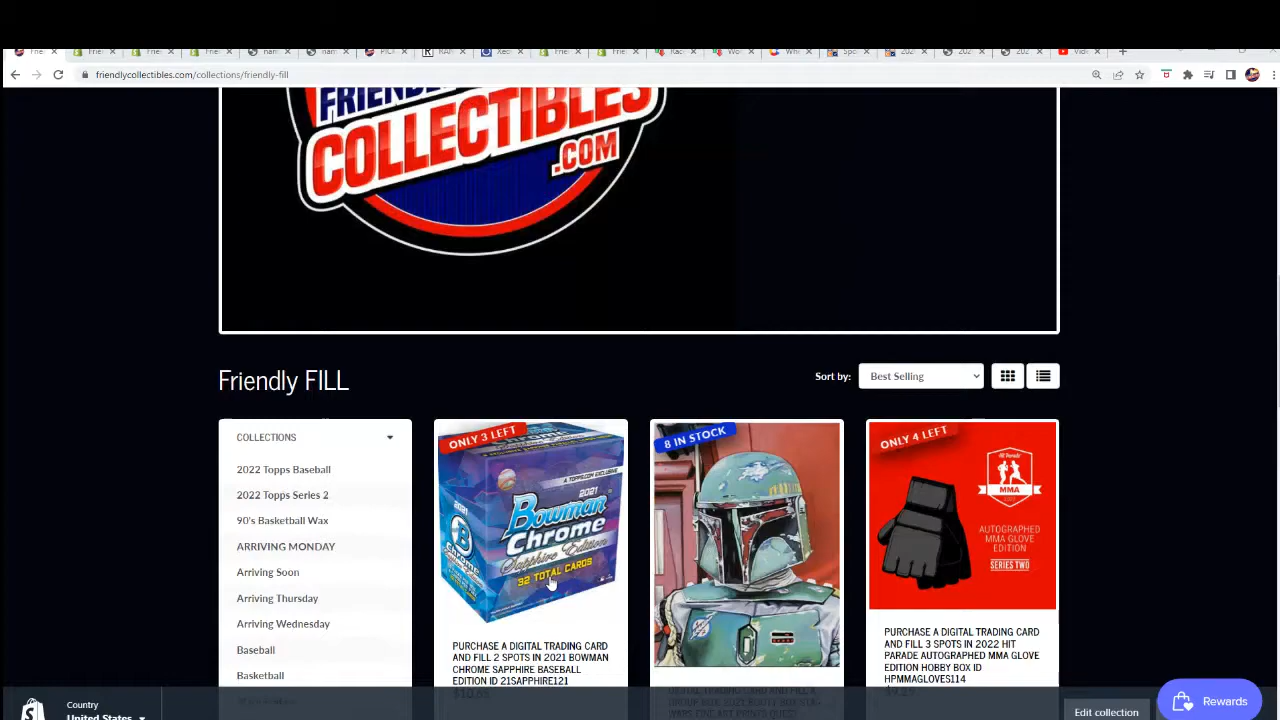 friendlycollectibles.com/collections/friendly-fill
COLLECTIBLES
.COM
Friendly FILL
Sort by:
Best Selling
COLLECTIONS
2022 Topps Baseball
2022 Topps Series 2
90's Basketball Wax
ARRIVING MONDAY
Arriving Soon
Arriving Thursday
Arriving Wednesday
Baseball
Basketball
ONLY 3 LEFT
2021
Bowman
Chrome
Sapphire Edition
32 TOTAL CARDS
PURCHASE A DIGITAL TRADING CARD
AND FILL 2 SPOTS IN 2021 BOWMAN
CHROME SAPPHIRE BASEBALL
EDITION ID 21SAPPHIRE121
8 IN STOCK
ONLY 4 LEFT
MMA
AUTOGRAPHED
MMA GLOVE
EDITION
SERIES TWO
PURCHASE A DIGITAL TRADING CARD
AND FILL 3 SPOTS IN 2022 HIT
PARADE AUTOGRAPHED MMA GLOVE
EDITION HOBBY BOX ID
HPMMAGLOVES114
Country
United States
Edit collection
Rewards